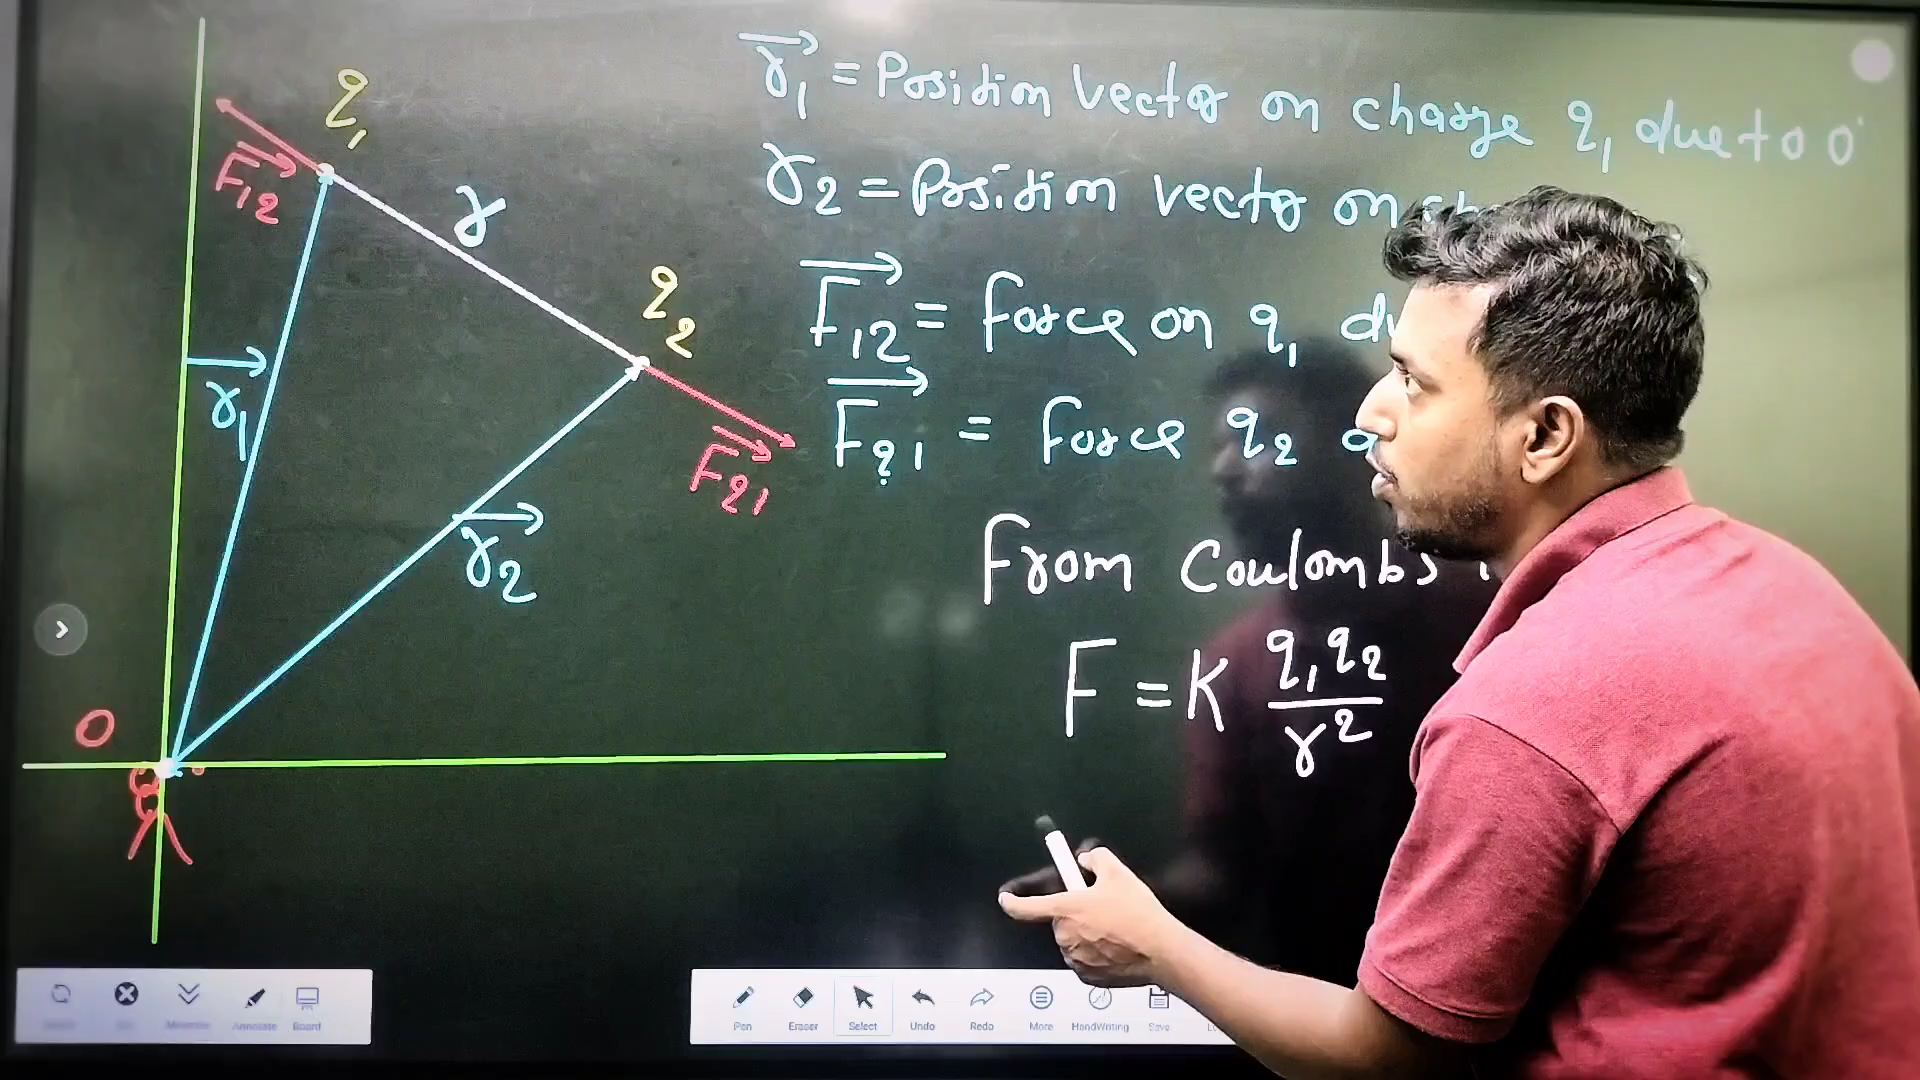 r₁ = Position vector on charge q₁ due to O
r₂ = Position vector on
F₁₂ = Force on q₁
F₂₁ = Force q₂
From Coulombs
F = K q₁q₂ / r²
q₁
F₁₂
r
q₂
r₁
F₂₁
r₂
O
Minimize Annotate Board
Pen Eraser Select Undo Redo More HandWriting Save